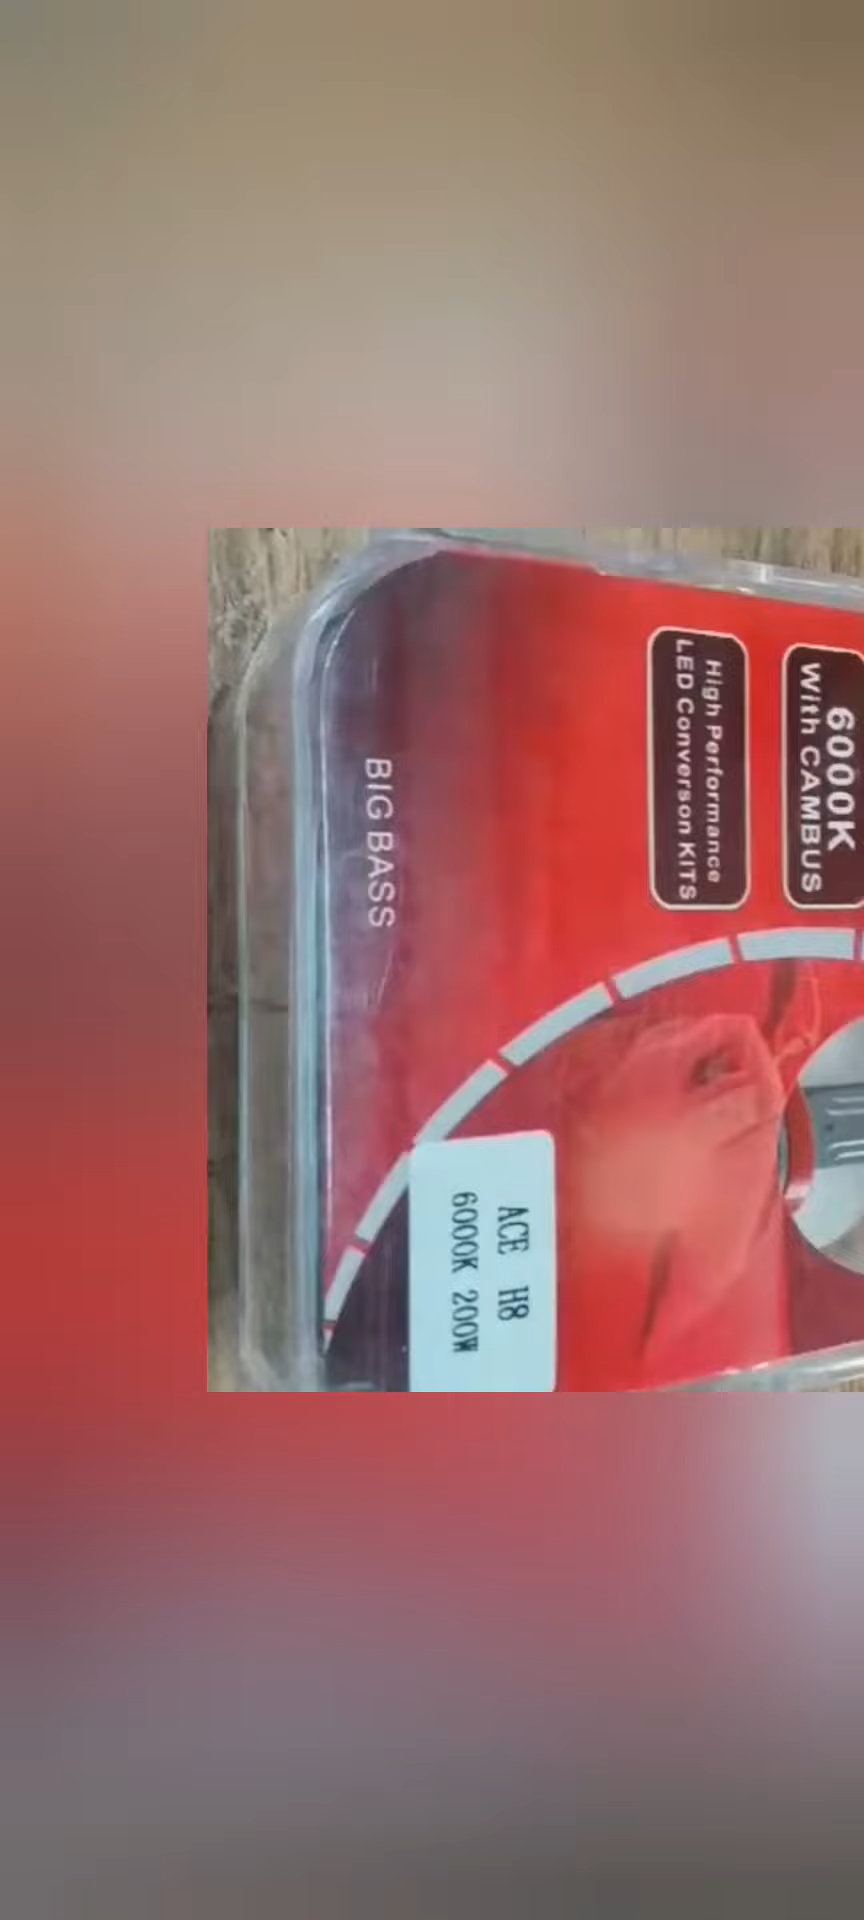 6000K
With CAMBUS
High Performance
LED Converson KITS
BIG BASS
ACE H8
6000K 200W